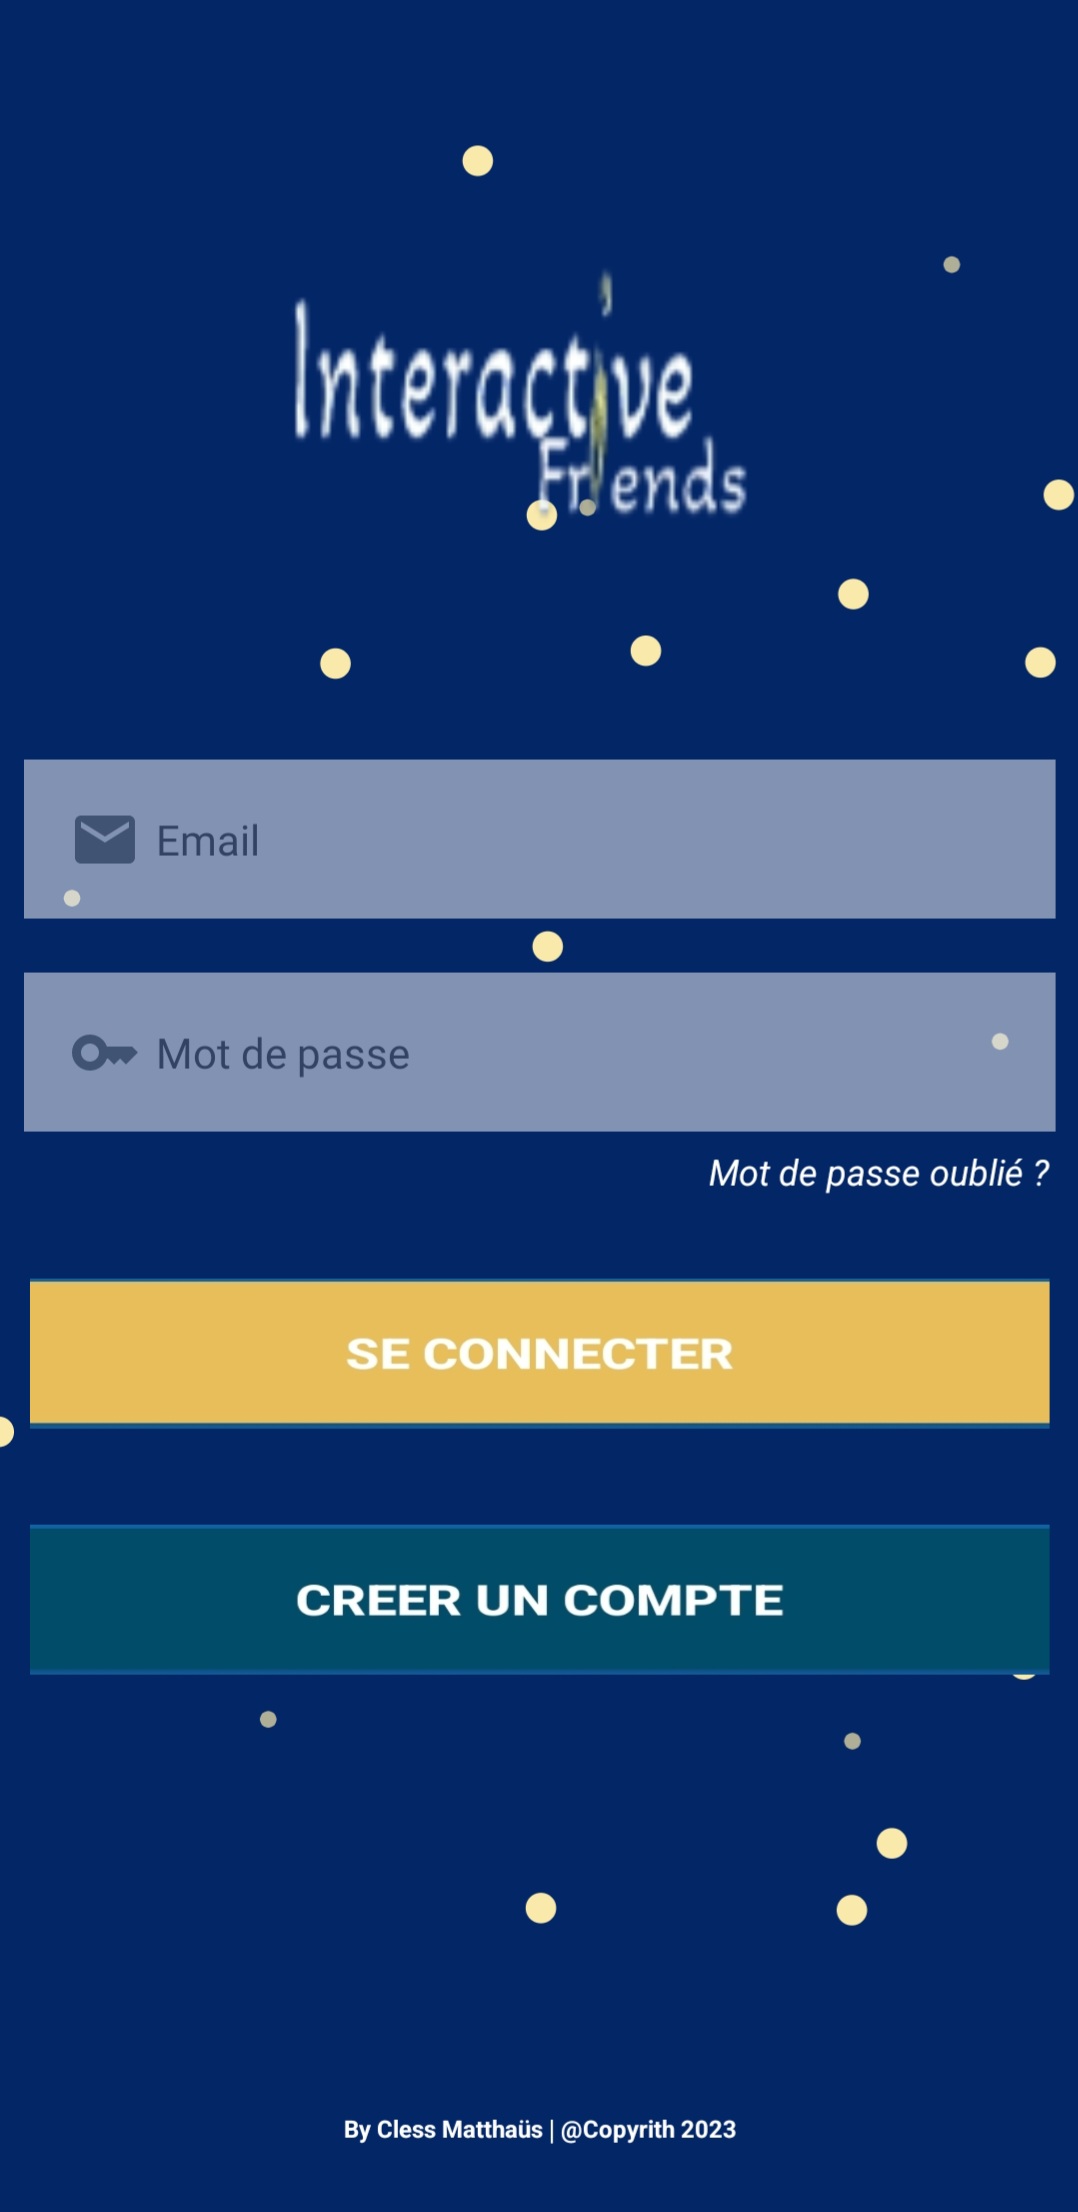 Interactive
Friends
Email
Mot de passe
Mot de passe oublié ?
SE CONNECTER
CREER UN COMPTE
By Cless Matthaüs | @Copyrith 2023